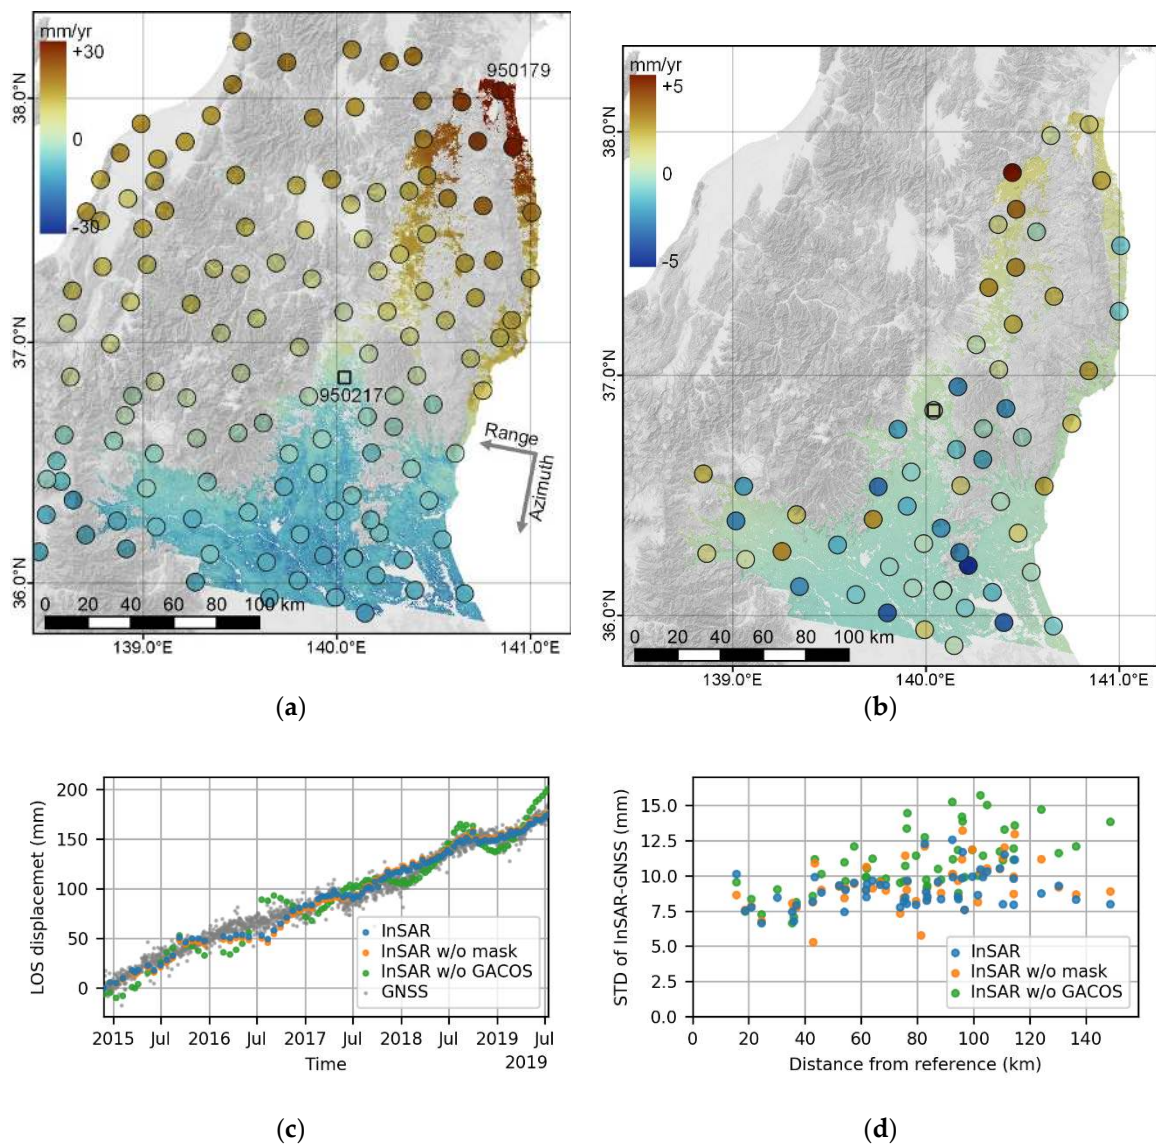 mm/yr
+30
0
-30
950179
950217
Range
Azimuth
38.0°N
37.0°N
36.0°N
0 20 40 60 80 100 km
139.0°E 140.0°E 141.0°E
(a)
mm/yr
+5
0
-5
38.0°N
37.0°N
36.0°N
0 20 40 60 80 100 km
139.0°E 140.0°E 141.0°E
(b)
LOS displacemet (mm)
200
150
100
50
0
InSAR
InSAR w/o mask
InSAR w/o GACOS
GNSS
2015 Jul 2016 Jul 2017 Jul 2018 Jul 2019 Jul
Time
2019
(c)
STD of InSAR-GNSS (mm)
15.0
12.5
10.0
7.5
5.0
2.5
0.0
InSAR
InSAR w/o mask
InSAR w/o GACOS
0 20 40 60 80 100 120 140
Distance from reference (km)
(d)